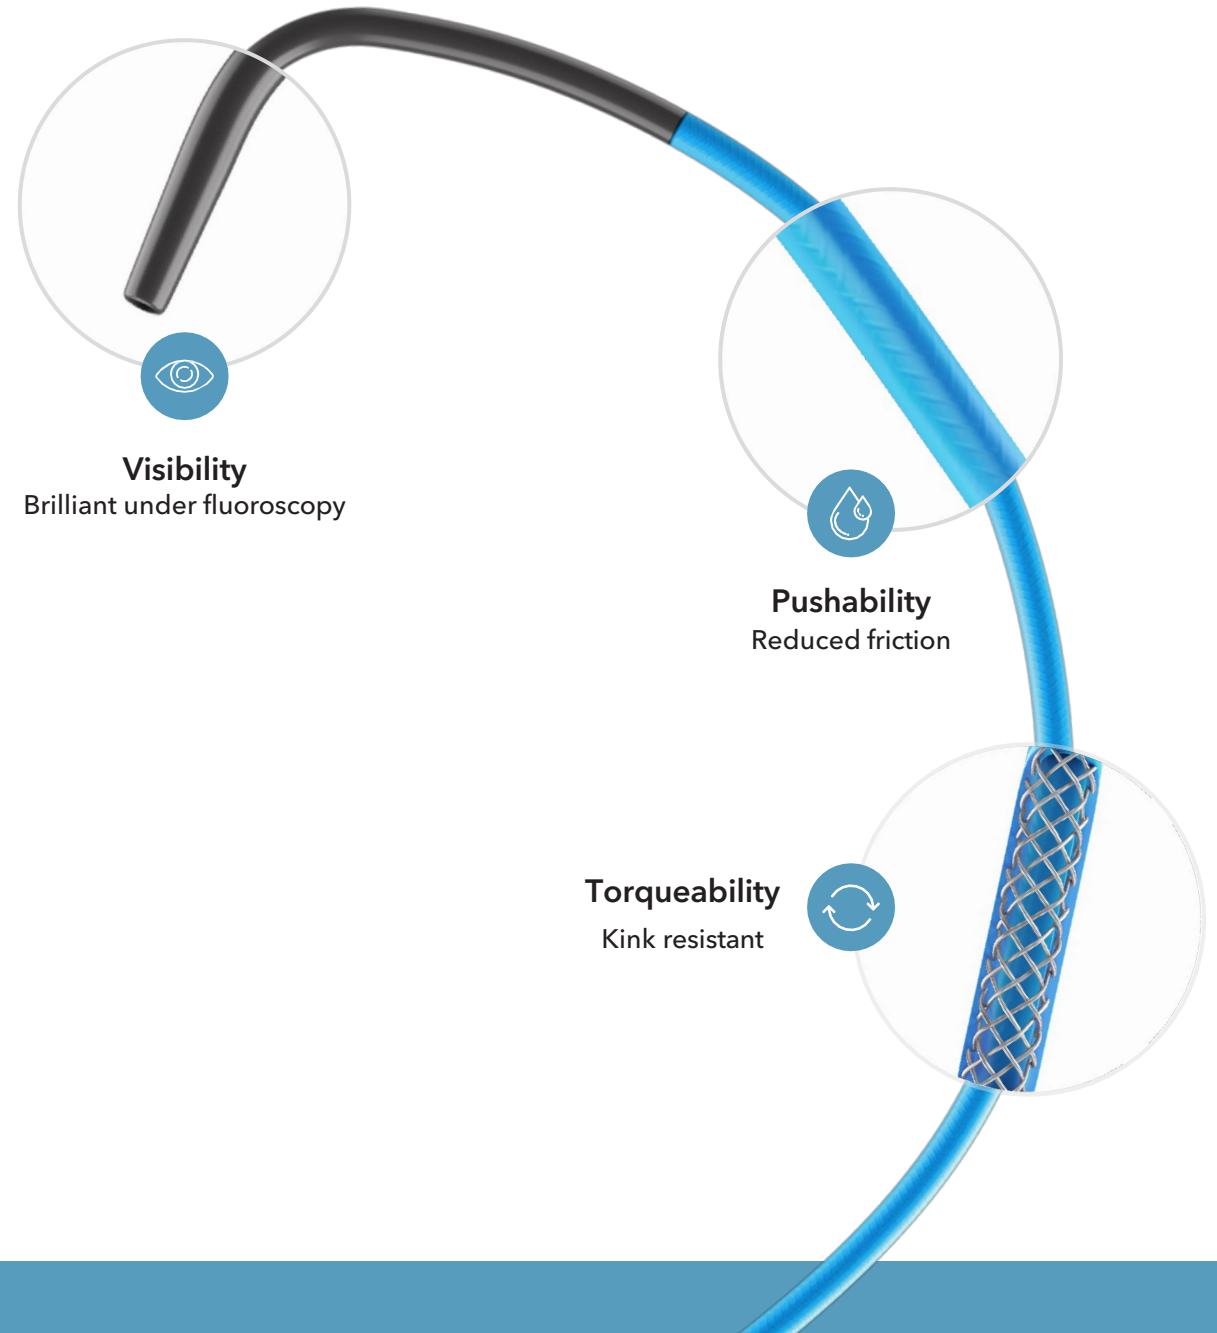 Visibility
Brilliant under fluoroscopy
Pushability
Reduced friction
Torqueability
Kink resistant